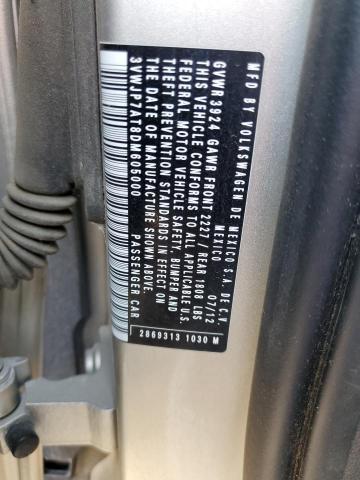 MFD BY VOLKSWAGEN DE MEXICO S.A. DE C.V.
MEXICO 07/12
GVWR 3924 GAWR FRONT 2227 / REAR 1808 LBS
THIS VEHICLE CONFORMS TO ALL APPLICABLE U.S.
FEDERAL MOTOR VEHICLE SAFETY, BUMPER AND
THEFT PREVENTION STANDARDS IN EFFECT ON
THE DATE OF MANUFACTURE SHOWN ABOVE.
3VWJP7AT8DM605000 PASSENGER CAR
2869313 1030 M